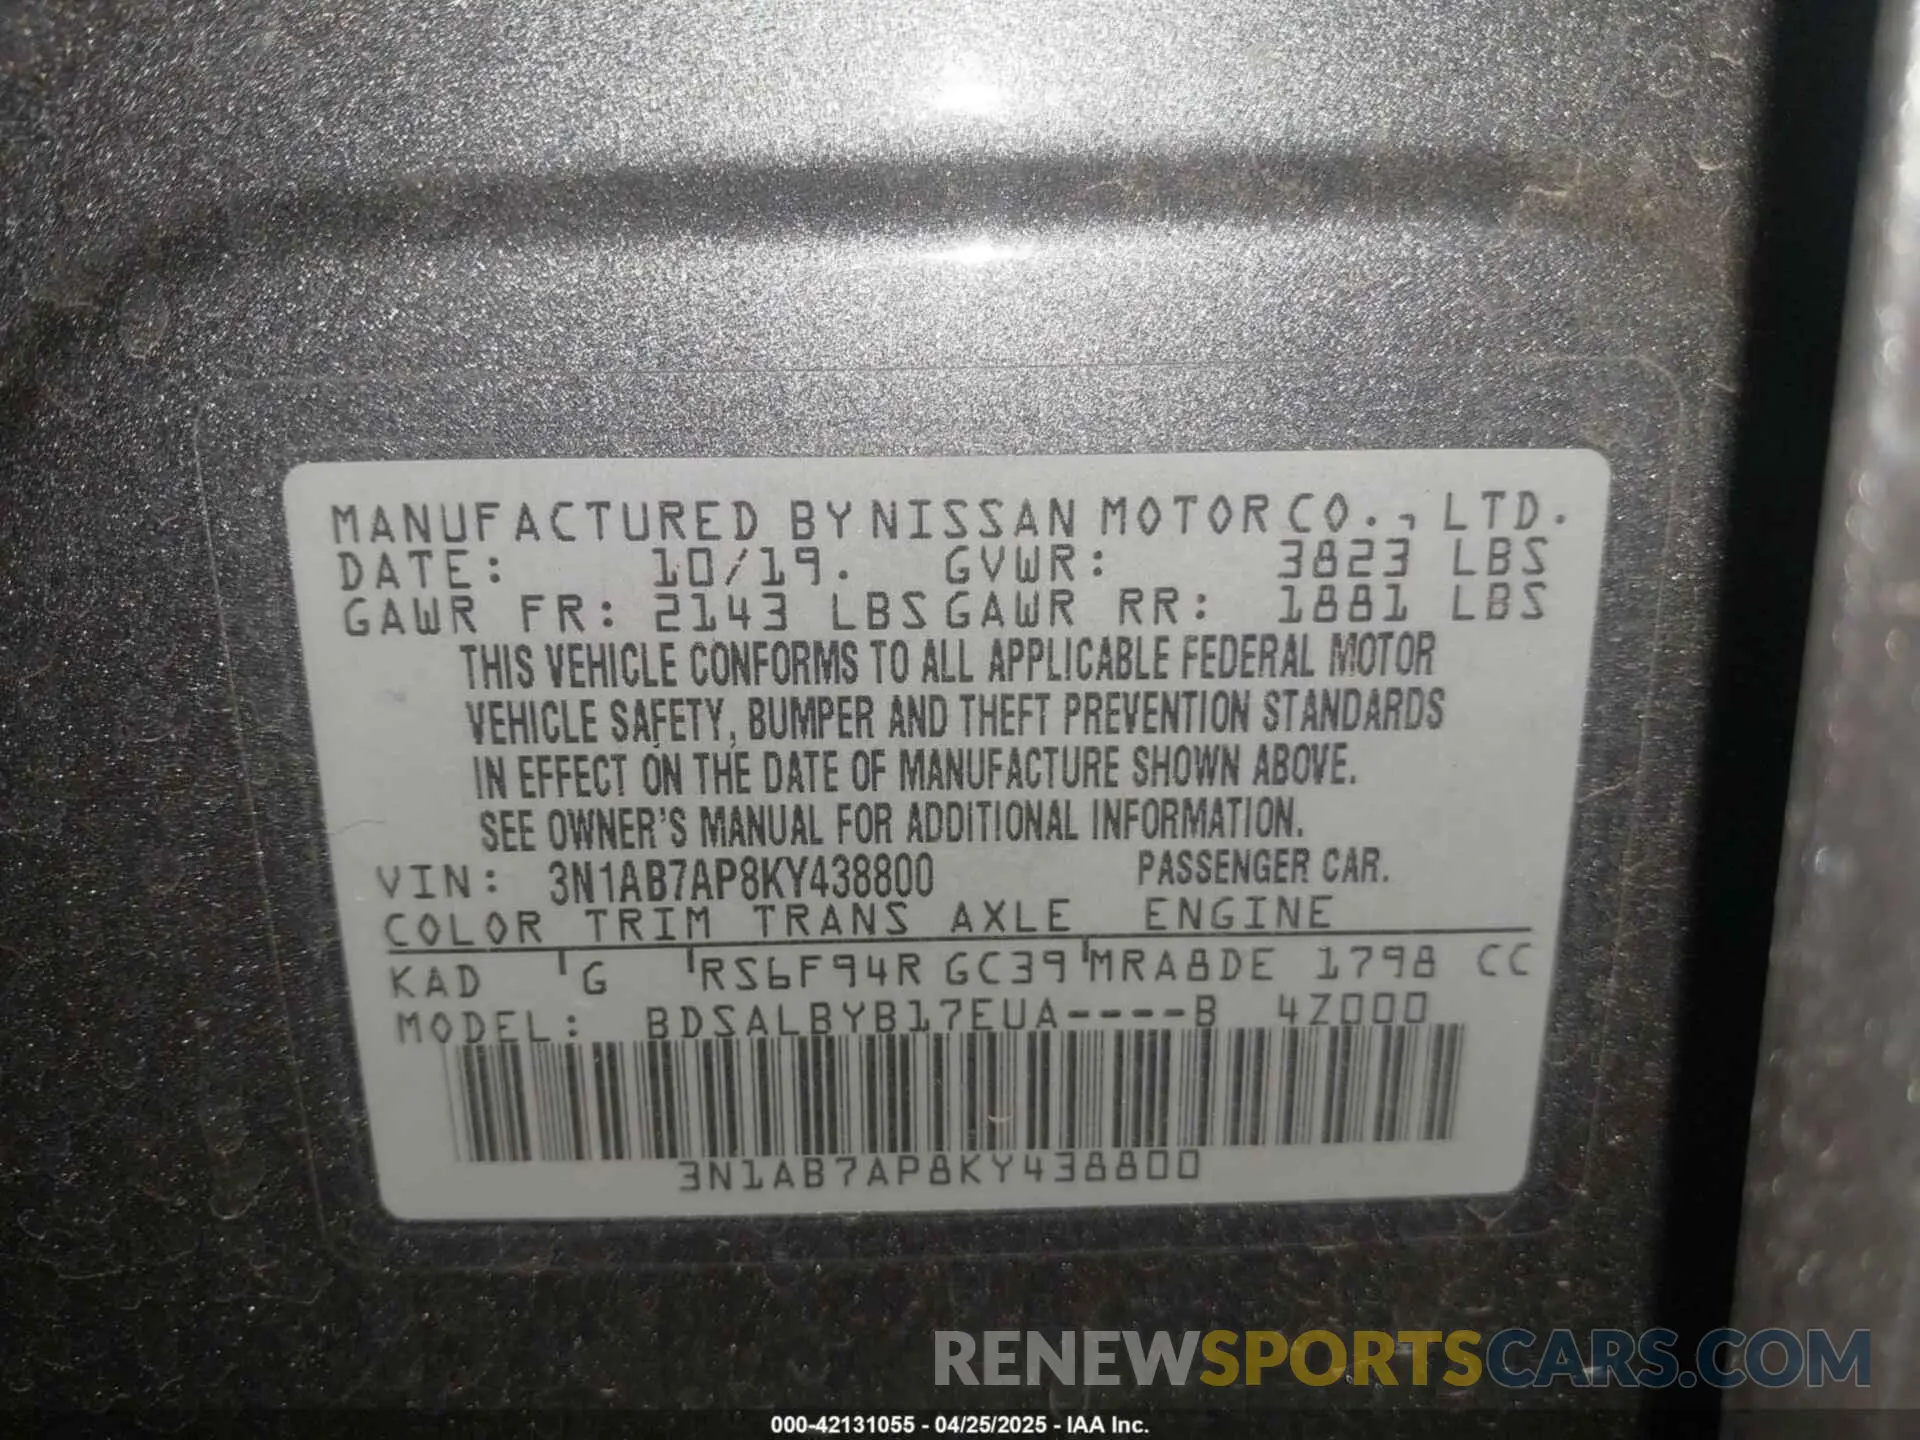 MANUFACTURED BY NISSAN MOTOR CO., LTD.
DATE: 10/19. GVWR: 3823 LBS
GAWR FR: 2143 LBS GAWR RR: 1881 LBS
THIS VEHICLE CONFORMS TO ALL APPLICABLE FEDERAL MOTOR
VEHICLE SAFETY, BUMPER AND THEFT PREVENTION STANDARDS
IN EFFECT ON THE DATE OF MANUFACTURE SHOWN ABOVE.
SEE OWNER'S MANUAL FOR ADDITIONAL INFORMATION.
VIN: 3N1AB7AP8KY438800 PASSENGER CAR.
COLOR TRIM TRANS AXLE ENGINE
KAD G RS6F94R GC39 MRA8DE 1798 CC
MODEL: BDSALBYB17EUA----B 4Z000
3N1AB7AP8KY438800
RENEWSPORTSCARS.COM
000-42131055 - 04/25/2025 - IAA Inc.